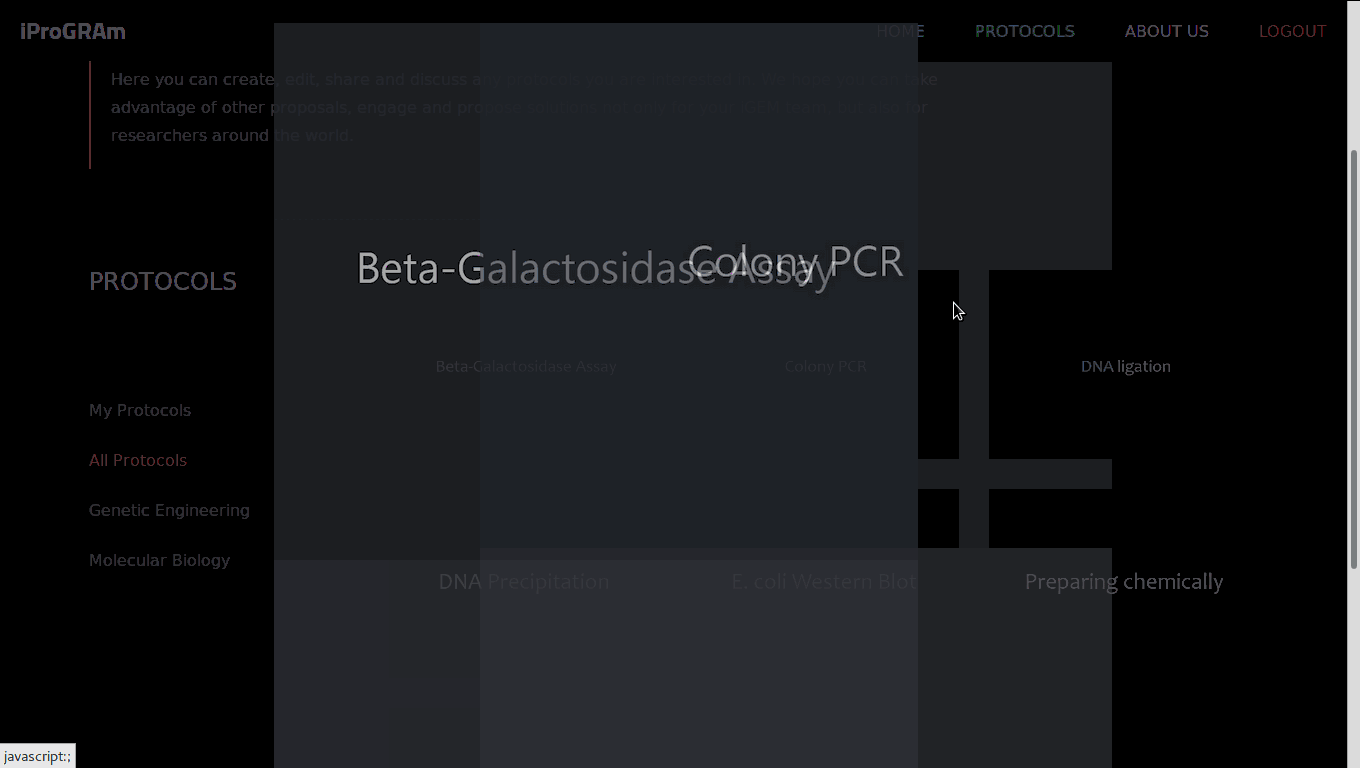 iProGRAm
HOME PROTOCOLS ABOUT US LOGOUT
Here you can create, edit, share and discuss any protocols you are interested in. We hope you can take
advantage of other proposals, engage and propose solutions not only for your iGEM team, but also for
researchers around the world.
PROTOCOLS
Beta-Galactosidase Assay
Colony PCR
Beta-Galactosidase Assay
Colony PCR
DNA ligation
My Protocols
All Protocols
Genetic Engineering
Molecular Biology
DNA Precipitation
E. coli Western Blot
Preparing chemically
javascript:;